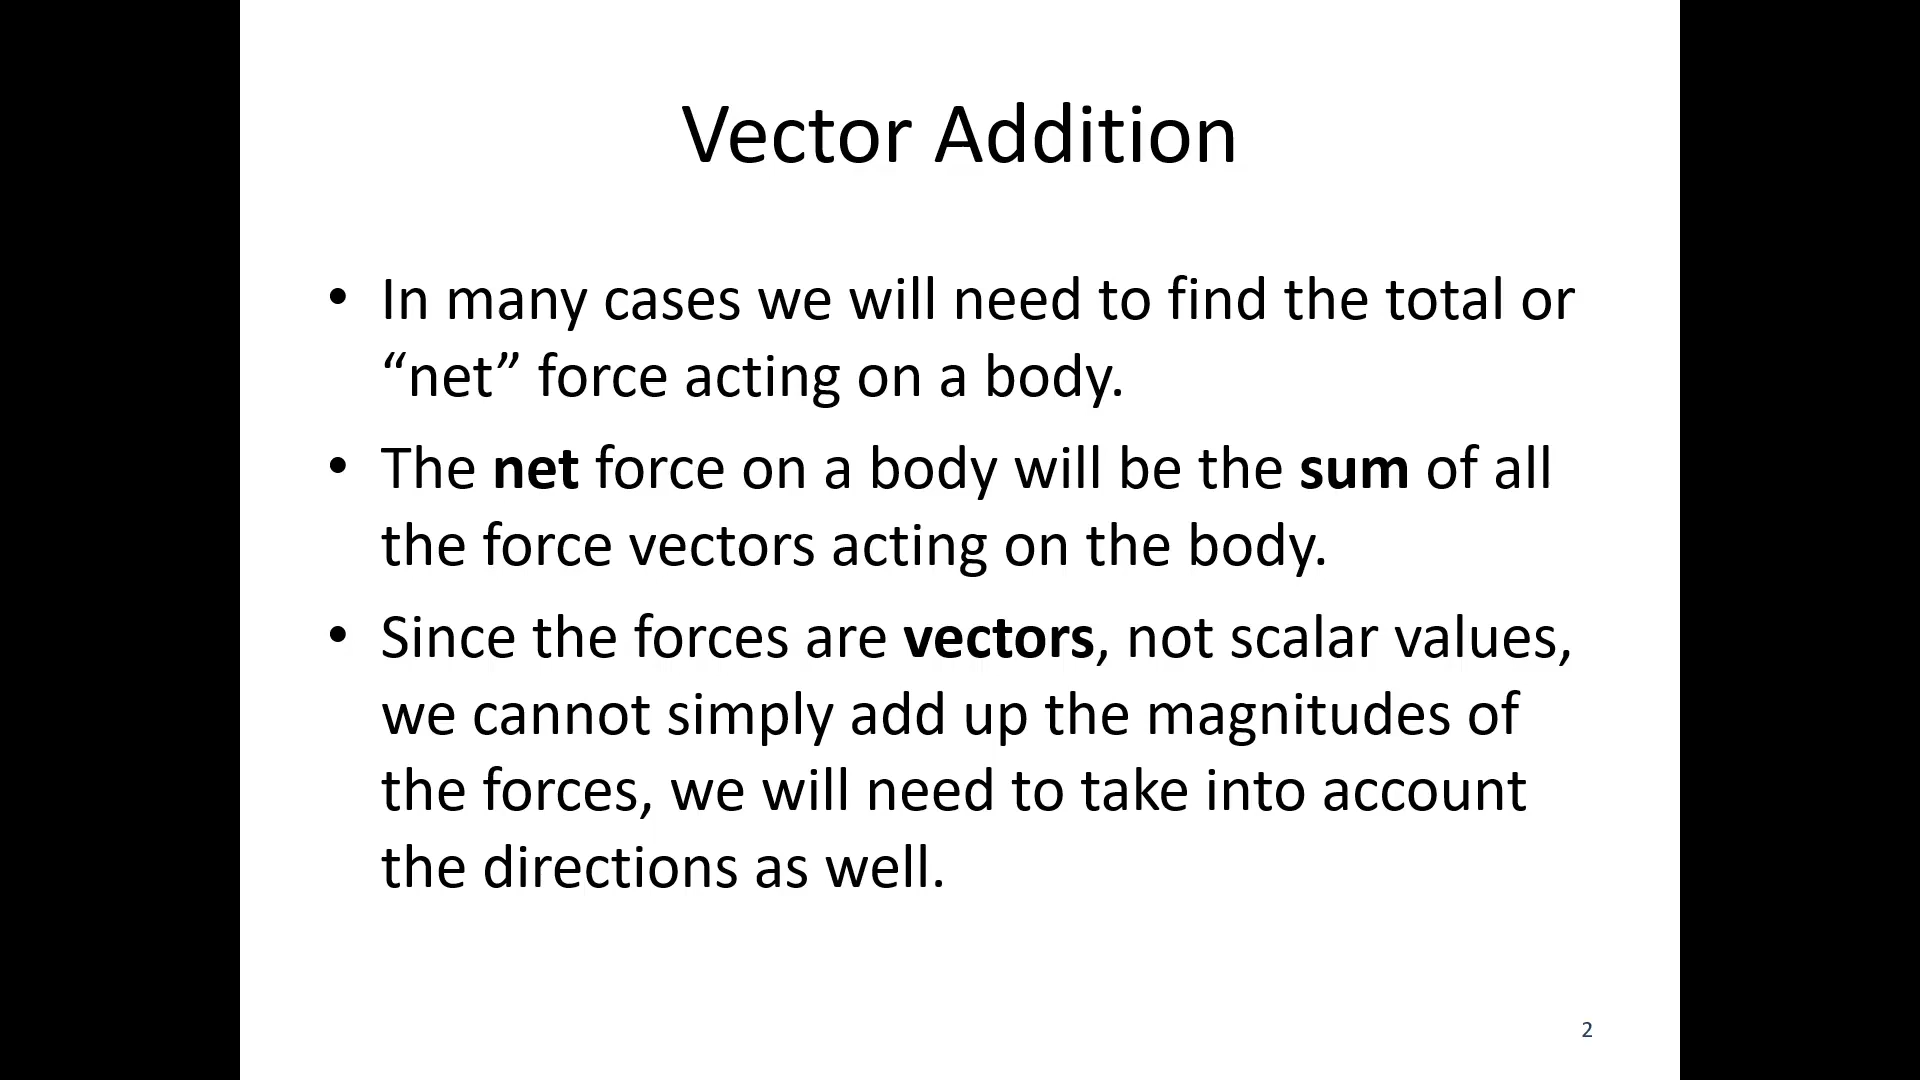 Vector Addition
• In many cases we will need to find the total or
“net” force acting on a body.
• The net force on a body will be the sum of all
the force vectors acting on the body.
• Since the forces are vectors, not scalar values,
we cannot simply add up the magnitudes of
the forces, we will need to take into account
the directions as well.
2